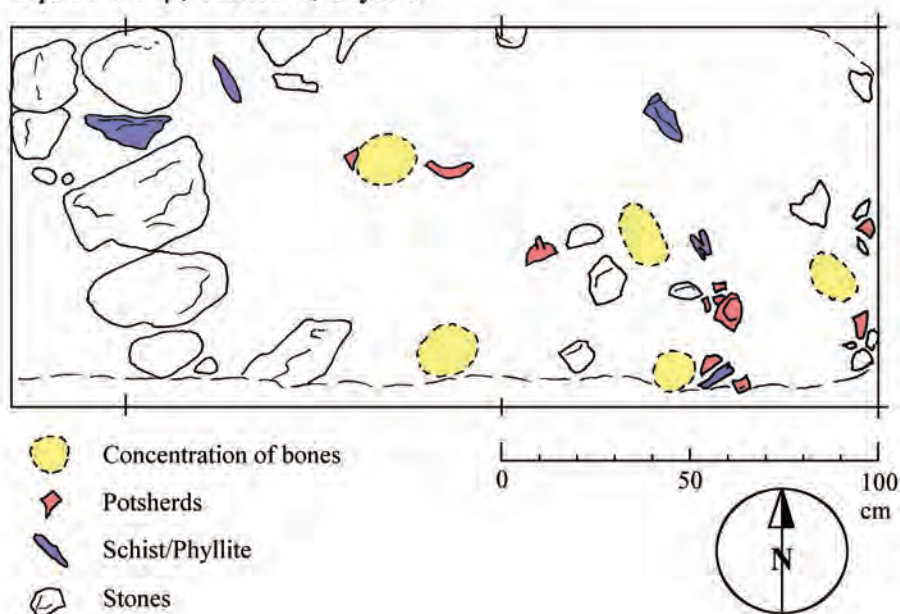 Concentration of bones
Potsherds
Schist/Phyllite
Stones
0 50 100
cm
N